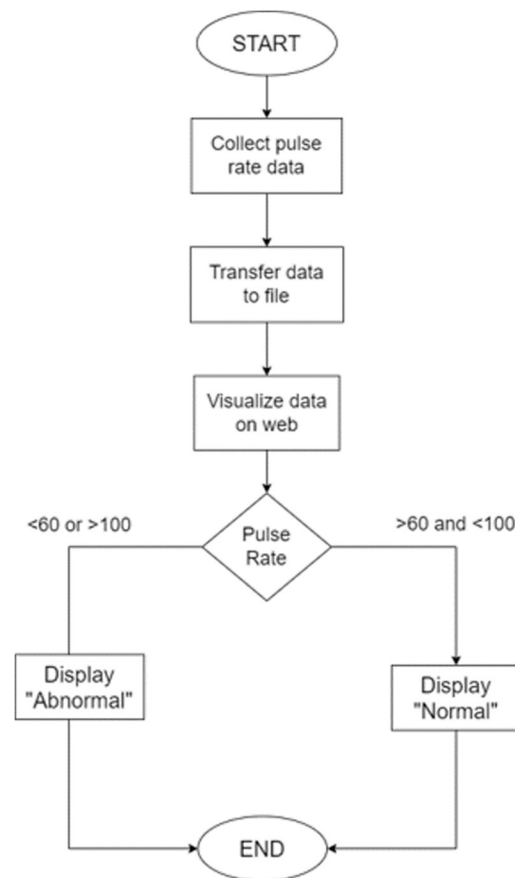 START
Collect pulse
rate data
Transfer data
to file
Visualize data
on web
<60 or >100
>60 and <100
Pulse
Rate
Display
"Abnormal"
Display
"Normal"
END